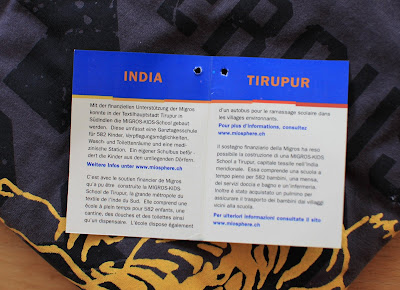 INDIA
Mit der finanziellen Unterstützung der Migros
konnte in der Textilhauptstadt Tirupur in
Südindien die MIGROS-KIDS-School gebaut
werden. Diese umfasst eine Ganztagesschule
für 582 Kinder, Verpflegungsmöglichkeiten,
Wasch- und Toilettenräume und eine medi-
zinische Station. Ein eigener Schulbus beför-
dert die Kinder aus den umliegenden Dörfern.
Weitere Infos unter www.miosphere.ch
C'est avec le soutien financier de Migros
qu'a pu être construite la MIGROS-KIDS-
School de Tirupur, la grande métropole du
textile de l'Inde du Sud. Elle comprend une
école à plein temps pour 582 enfants, une
cantine, des douches et des toilettes ainsi
qu'un dispensaire. L'école dispose également
TIRUPUR
d'un autobus pour le ramassage scolaire dans
les villages environnants.
Pour plus d'informations, consultez
www.miosphere.ch
Il sostegno finanziario della Migros ha reso
possibile la costruzione di una MIGROS-KIDS-
School a Tirupur, capitale tessile nell'India
meridionale. Essa comprende una scuola a
tempo pieno per 582 bambini, una mensa,
dei servizi doccia e bagno e un'infermeria.
Inoltre è stato acquistato un pulmino per
assicurare il trasporto dei bambini dai villaggi
vicini alla scuola.
Per ulteriori informazioni consultate il sito
www.miosphere.ch